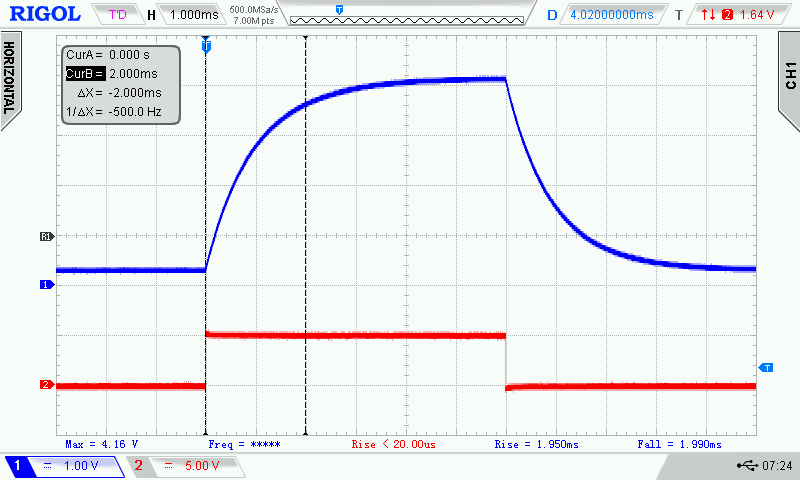 RIGOL T'D H 1.000ms 500.0MSa/s 7.00M pts T D 4.02000000ms T 2 1.64 V
HORIZONTAL
CH1
T
CurA = 0.000 s
CurB = 2.000ms
ΔX = -2.000ms
1/ΔX = -500.0 Hz
R1
1
T
2
Max = 4.16 V Freq = ***** Rise < 20.00us Rise = 1.950ms Fall = 1.990ms
1 1.00 V 2 5.00 V 07:24